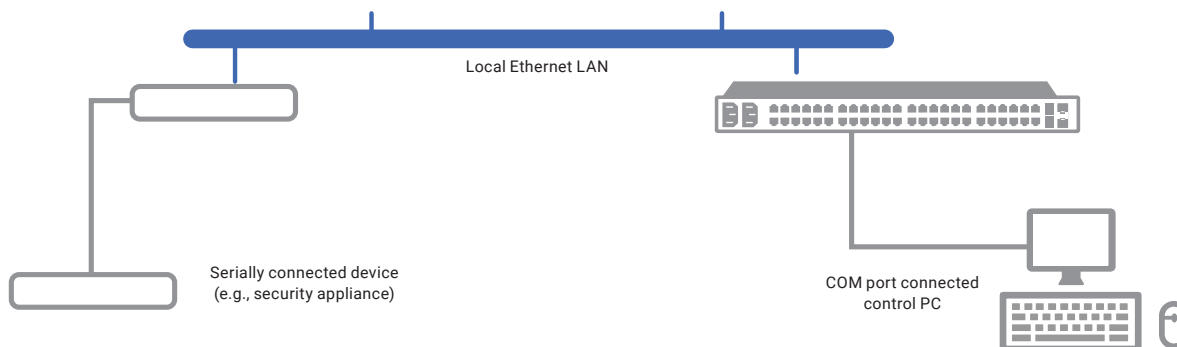 Local Ethernet LAN
Serially connected device
(e.g., security appliance)
COM port connected
control PC